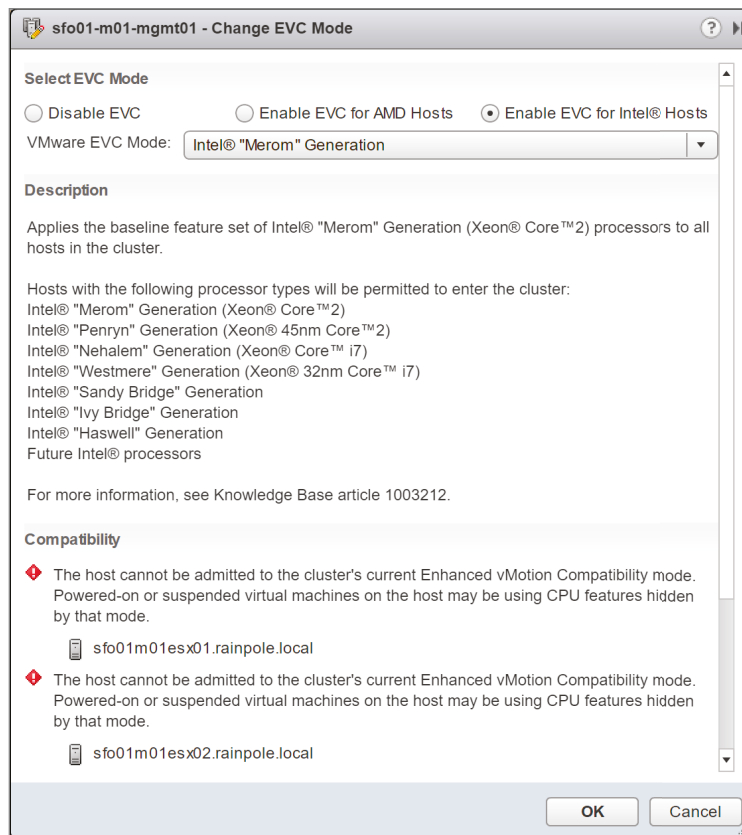 sfo01-m01-mgmt01 - Change EVC Mode
?
Select EVC Mode
Disable EVC Enable EVC for AMD Hosts Enable EVC for Intel® Hosts
VMware EVC Mode: Intel® "Merom" Generation
Description
Applies the baseline feature set of Intel® "Merom" Generation (Xeon® Core™2) processors to all
hosts in the cluster.
Hosts with the following processor types will be permitted to enter the cluster:
Intel® "Merom" Generation (Xeon® Core™2)
Intel® "Penryn" Generation (Xeon® 45nm Core™2)
Intel® "Nehalem" Generation (Xeon® Core™ i7)
Intel® "Westmere" Generation (Xeon® 32nm Core™ i7)
Intel® "Sandy Bridge" Generation
Intel® "Ivy Bridge" Generation
Intel® "Haswell" Generation
Future Intel® processors
For more information, see Knowledge Base article 1003212.
Compatibility
The host cannot be admitted to the cluster's current Enhanced vMotion Compatibility mode.
Powered-on or suspended virtual machines on the host may be using CPU features hidden
by that mode.
sfo01m01esx01.rainpole.local
The host cannot be admitted to the cluster's current Enhanced vMotion Compatibility mode.
Powered-on or suspended virtual machines on the host may be using CPU features hidden
by that mode.
sfo01m01esx02.rainpole.local
OK Cancel